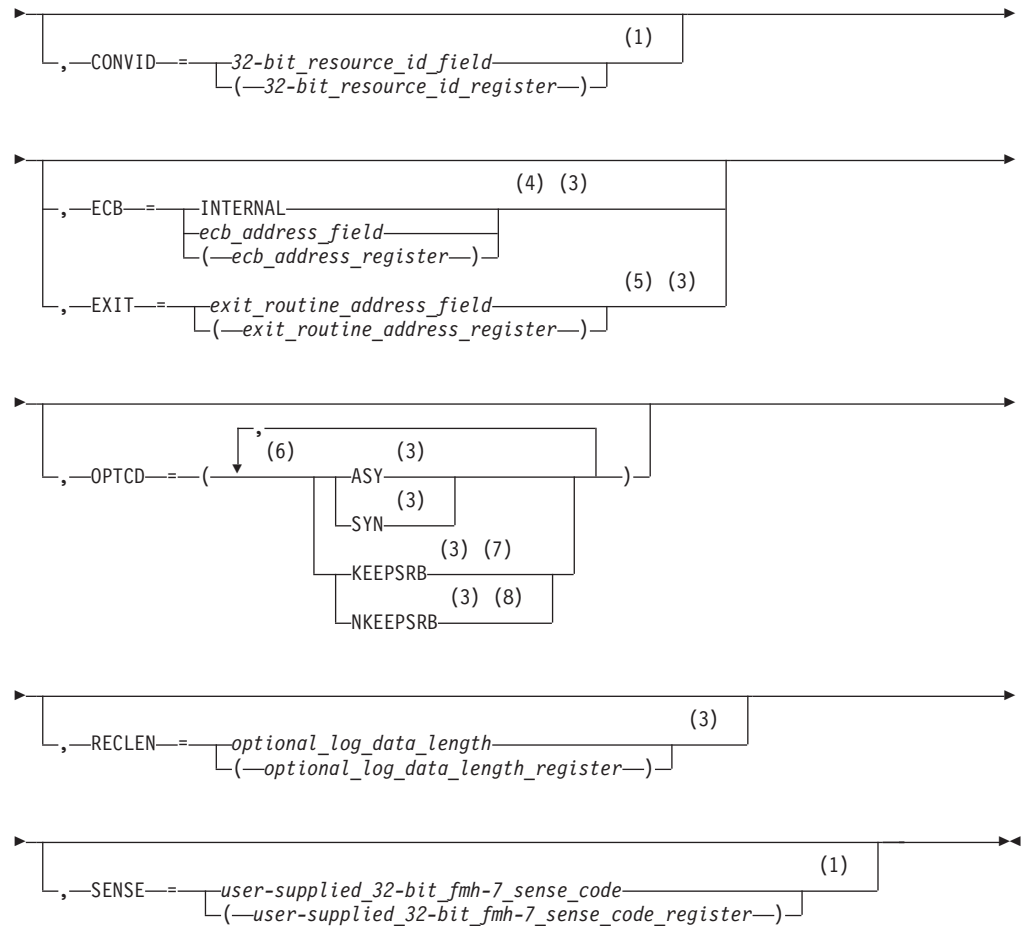 (1)
, CONVID = 32-bit_resource_id_field
( 32-bit_resource_id_register )
(4) (3)
, ECB = INTERNAL
ecb_address_field
( ecb_address_register )
(5) (3)
, EXIT = exit_routine_address_field
( exit_routine_address_register )
,
(6) (3)
, OPTCD = ( ASY )
(3)
SYN
(3) (7)
KEEPSRB
(3) (8)
NKEEPSRB
(3)
, RECLEN = optional_log_data_length
( optional_log_data_length_register )
(1)
, SENSE = user-supplied_32-bit_fmh-7_sense_code
( user-supplied_32-bit_fmh-7_sense_code_register )